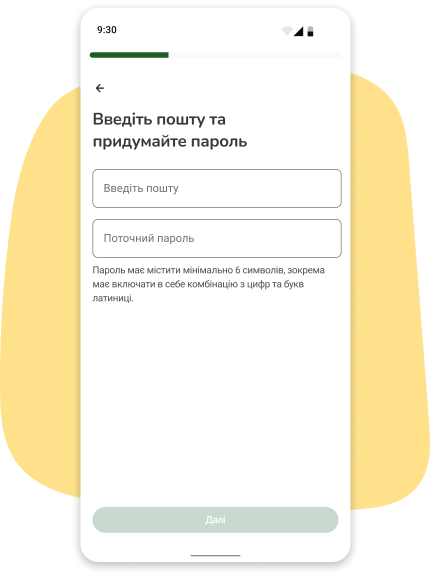 9:30
Введіть пошту та
придумайте пароль
Введіть пошту
Поточний пароль
Пароль має містити мінімально 6 символів, зокрема
має включати в себе комбінацію з цифр та букв
латиниці.
Далі